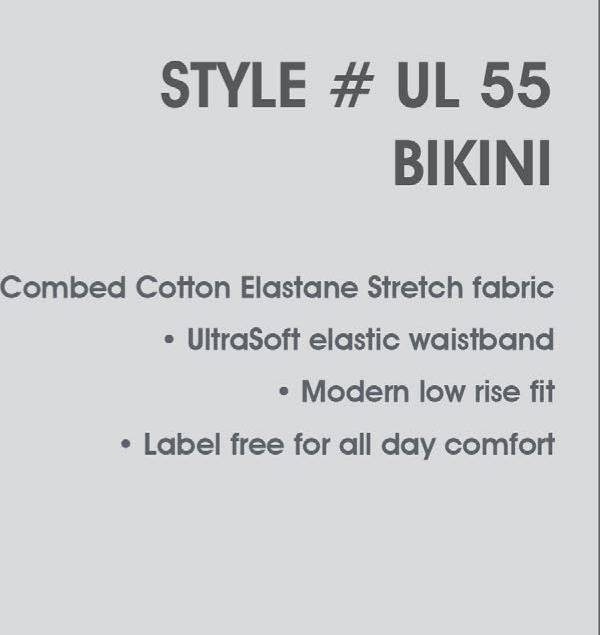 STYLE # UL 55
BIKINI
Combed Cotton Elastane Stretch fabric
• UltraSoft elastic waistband
• Modern low rise fit
• Label free for all day comfort